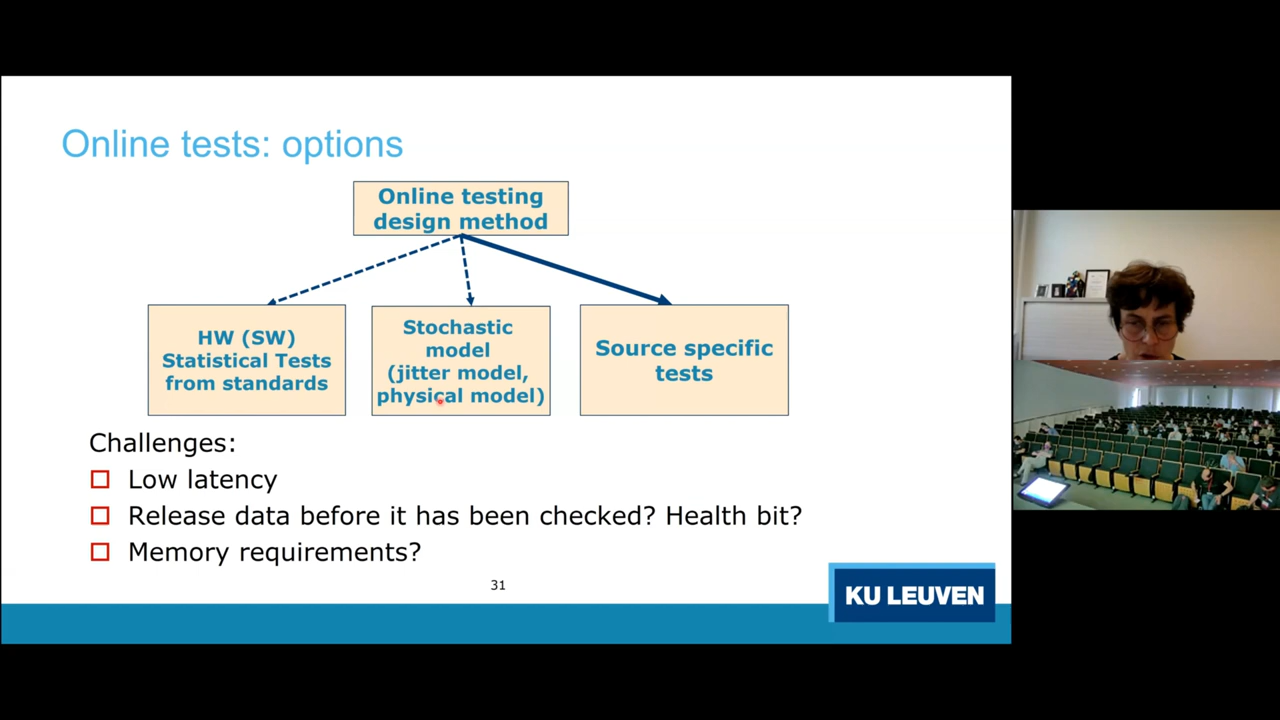 Online tests: options
Online testing
design method
HW (SW)
Statistical Tests
from standards
Stochastic
model
(jitter model,
physical model)
Source specific
tests
Challenges:
Low latency
Release data before it has been checked? Health bit?
Memory requirements?
31
KU LEUVEN